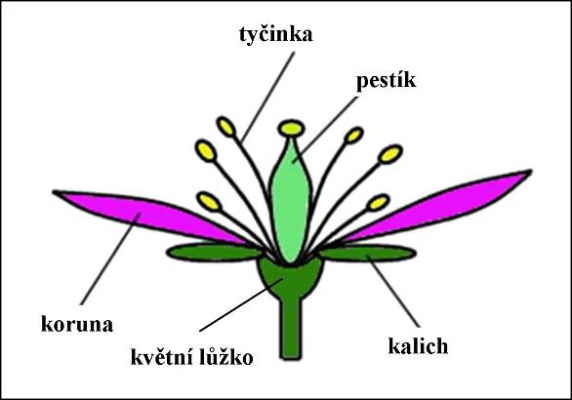 tyčinka
pestík
koruna
květní lůžko
kalich